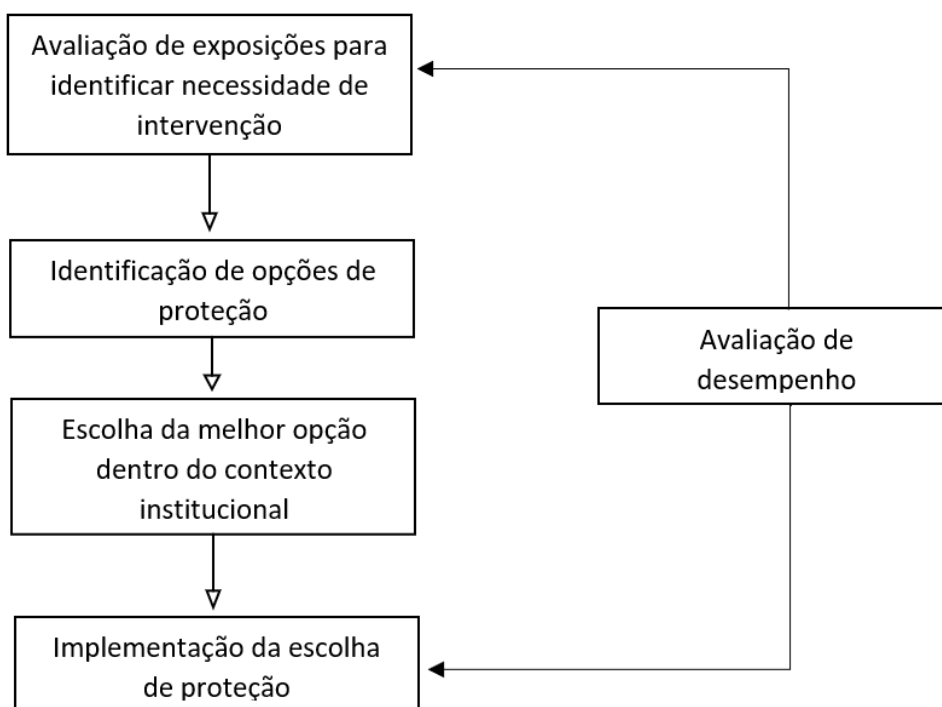 Avaliação de exposições para
identificar necessidade de
intervenção
Identificação de opções de
proteção
Avaliação de
desempenho
Escolha da melhor opção
dentro do contexto
institucional
Implementação da escolha
de proteção